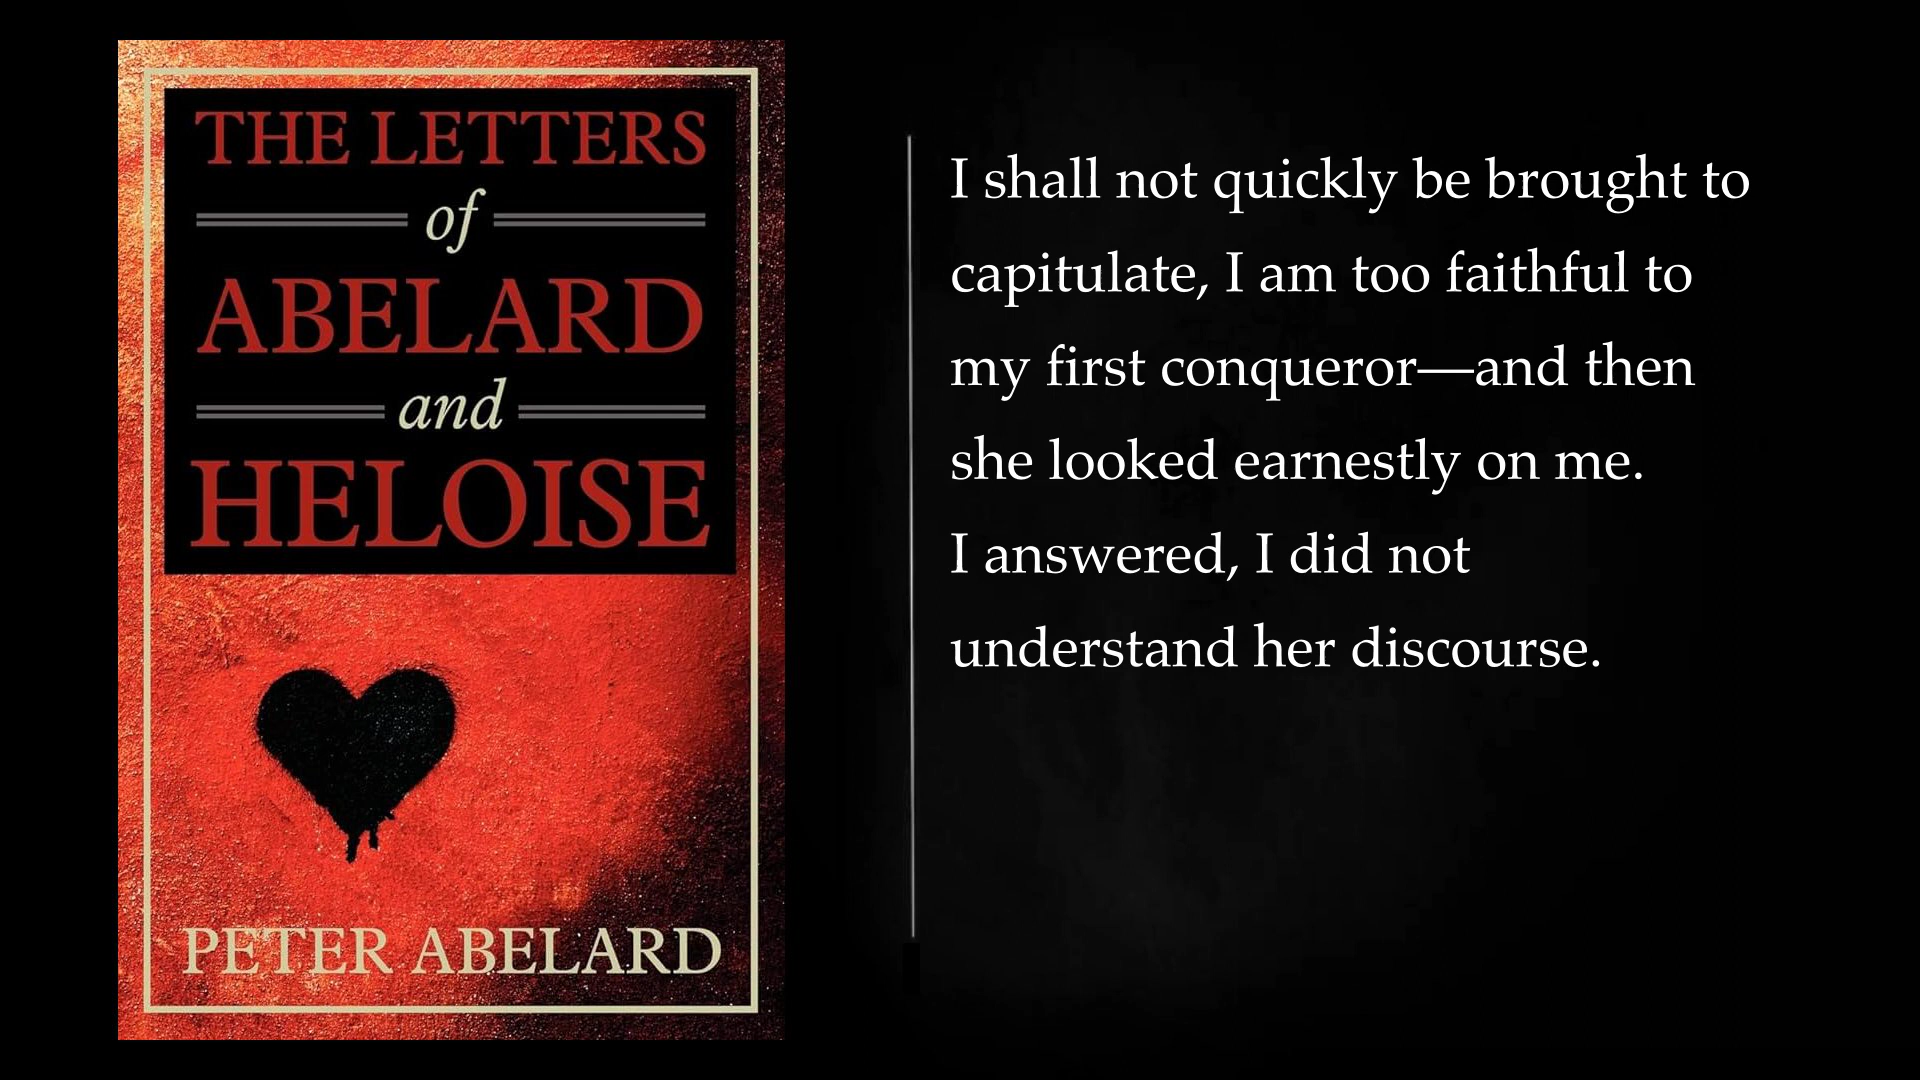 THE LETTERS
of
ABELARD
and
HELOISE
PETER ABELARD
I shall not quickly be brought to
capitulate, I am too faithful to
my first conqueror—and then
she looked earnestly on me.
I answered, I did not
understand her discourse.